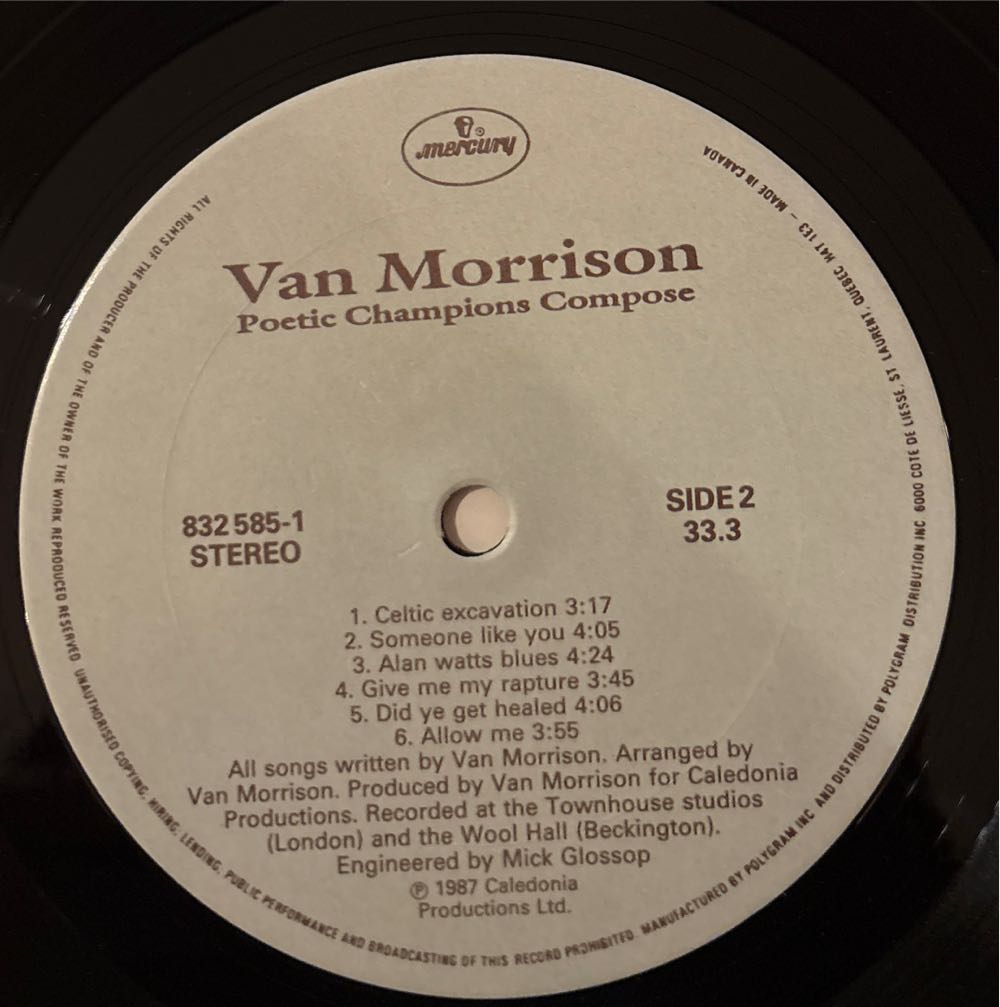 mercury
Van Morrison
Poetic Champions Compose
832 585-1
STEREO
SIDE 2
33.3
1. Celtic excavation 3:17
2. Someone like you 4:05
3. Alan watts blues 4:24
4. Give me my rapture 3:45
5. Did ye get healed 4:06
6. Allow me 3:55
All songs written by Van Morrison. Arranged by
Van Morrison. Produced by Van Morrison for Caledonia
Productions. Recorded at the Townhouse studios
(London) and the Wool Hall (Beckington).
Engineered by Mick Glossop
℗ 1987 Caledonia
Productions Ltd.
ALL RIGHTS OF THE PRODUCER AND OF THE OWNER OF THE WORK REPRODUCED RESERVED UNAUTHORISED COPYING, HIRING, LENDING, PUBLIC PERFORMANCE AND BROADCASTING OF THIS RECORD PROHIBITED. MANUFACTURED BY POLYGRAM INC AND DISTRIBUTED BY POLYGRAM DISTRIBUTION INC 6000 COTE DE LIESSE, ST LAURENT, QUEBEC, H4T 1E3 – MADE IN CANADA